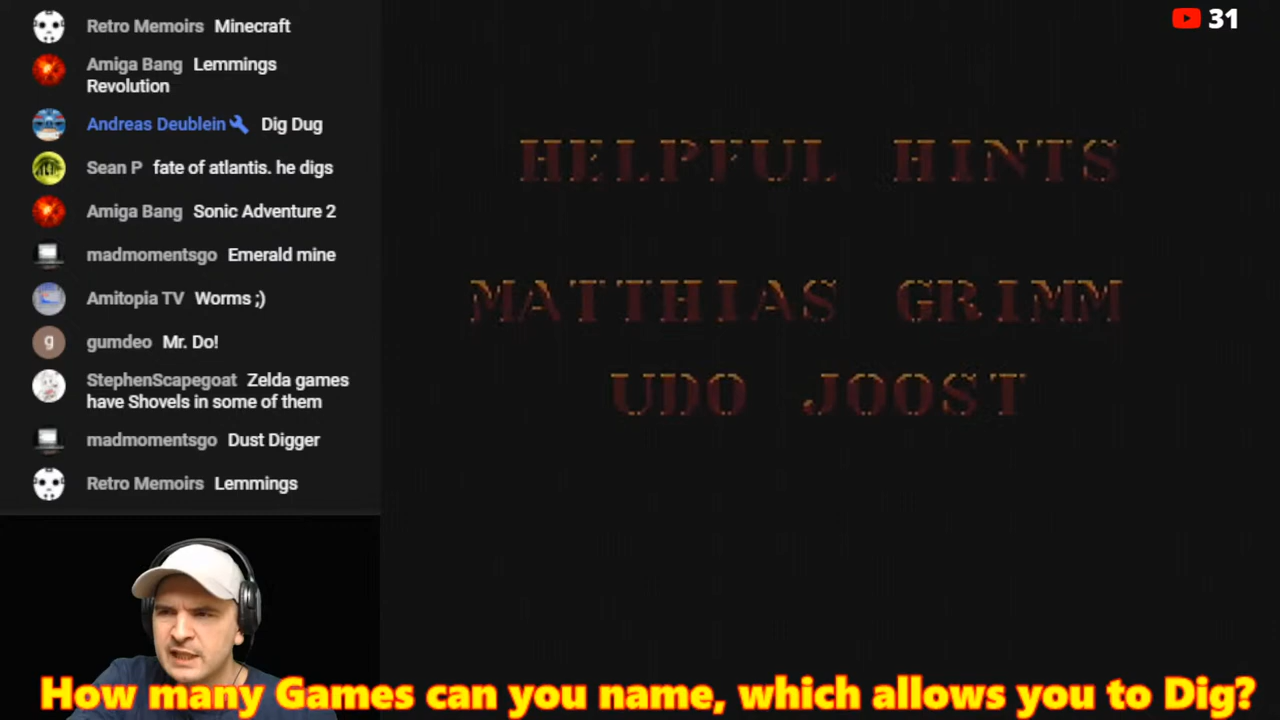 Retro Memoirs Minecraft
Amiga Bang Lemmings
Revolution
Andreas Deublein Dig Dug
Sean P fate of atlantis. he digs
Amiga Bang Sonic Adventure 2
madmomentsgo Emerald mine
Amitopia TV Worms ;)
g gumdeo Mr. Do!
StephenScapegoat Zelda games
have Shovels in some of them
madmomentsgo Dust Digger
Retro Memoirs Lemmings
31
HELPFUL HINTS
MATTHIAS GRIMM
UDO JOOST
How many Games can you name, which allows you to Dig?